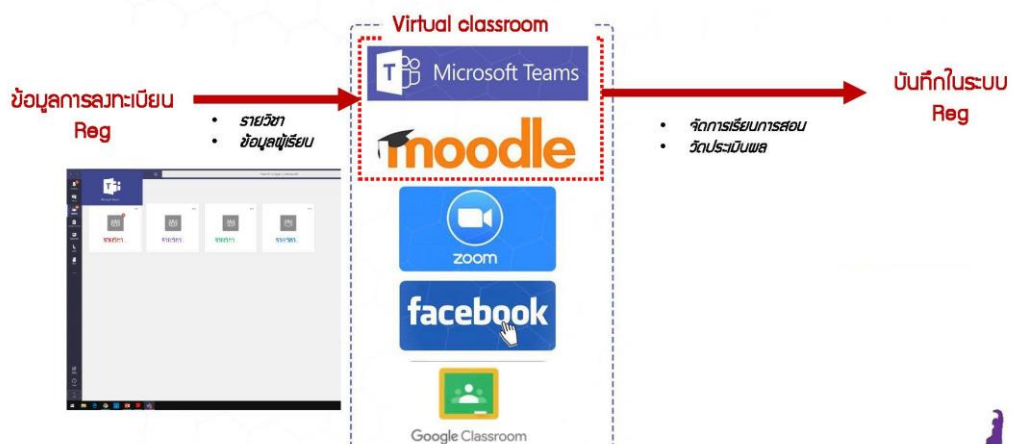 Virtual classroom
Microsoft Teams
moodle
zoom
facebook
Google Classroom
ข้อมูลการลงทะเบียน
Reg
• รายวิชา
• ข้อมูลผู้เรียน
• จัดการเรียนการสอน
• วัดประเมินผล
บันทึกในระบบ
Reg